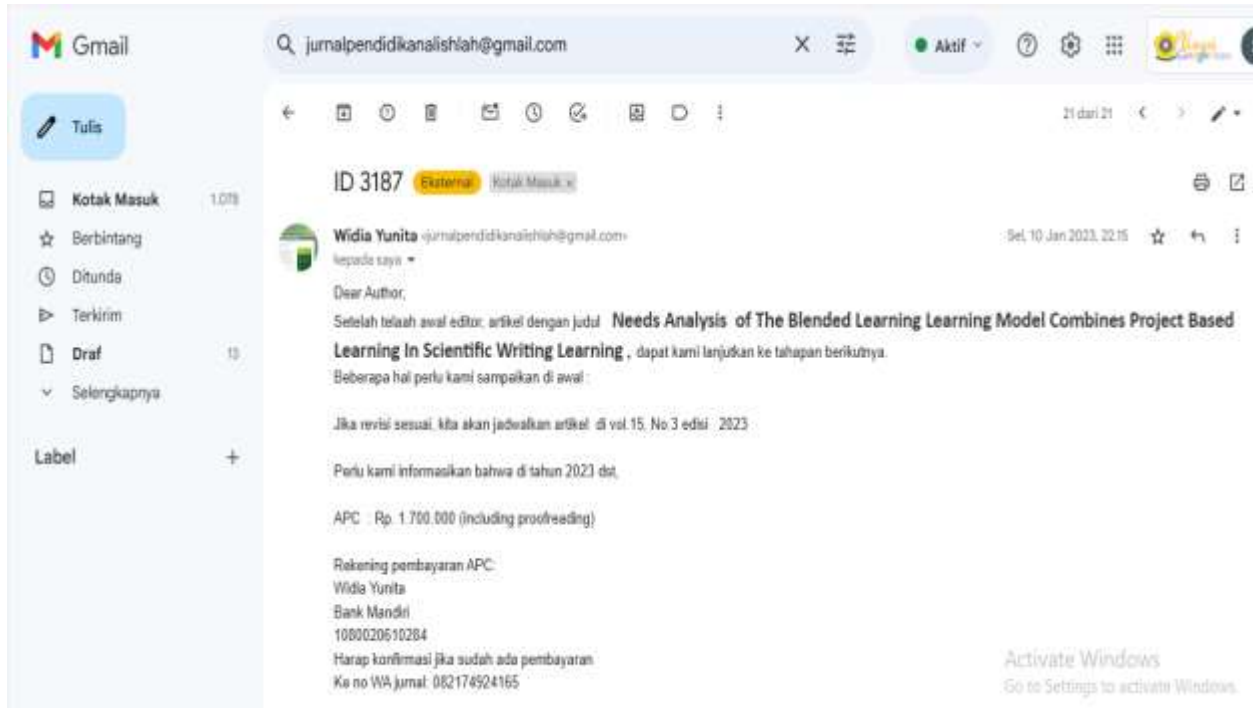 Gmail
jurnalpendidikanalishlah@gmail.com
Aktif
Tulis
21 dari 21
ID 3187 Eksternal Kotak Masuk x
Kotak Masuk 1.078
Berbintang
Ditunda
Terkirim
Draf 13
Selengkapnya
Label +
Widia Yunita <jurnalpendidikanalishlah@gmail.com>
Sel, 10 Jan 2023, 22.15
kepada saya
Dear Author,
Setelah telaah awal editor, artikel dengan judul Needs Analysis of The Blended Learning Learning Model Combines Project Based
Learning In Scientific Writing Learning , dapat kami lanjutkan ke tahapan berikutnya.
Beberapa hal perlu kami sampaikan di awal :
Jika revisi sesuai, kita akan jadwalkan artikel di vol.15, No.3 edisi 2023
Perlu kami informasikan bahwa di tahun 2023 dst,
APC : Rp. 1.700.000 (including proofreading)
Rekening pembayaran APC:
Widia Yunita
Bank Mandiri
1080020610284
Harap konfirmasi jika sudah ada pembayaran
Ke no WA jurnal: 082174924165
Activate Windows
Go to Settings to activate Windows.